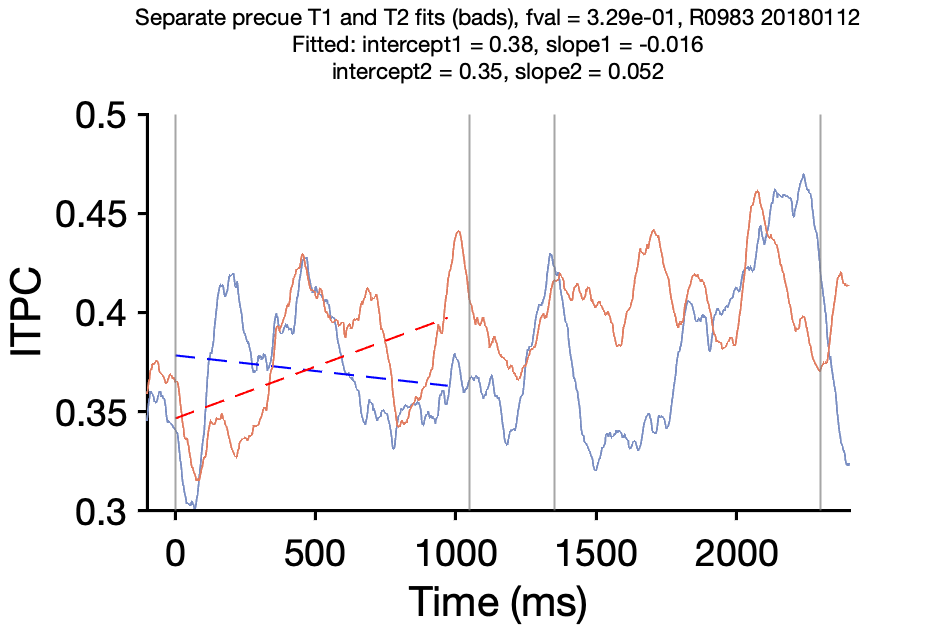 Separate precue T1 and T2 fits (bads), fval = 3.29e-01, R0983 20180112
Fitted: intercept1 = 0.38, slope1 = -0.016
intercept2 = 0.35, slope2 = 0.052
0.5
0.45
0.4
0.35
0.3
ITPC
0
500
1000
1500
2000
Time (ms)